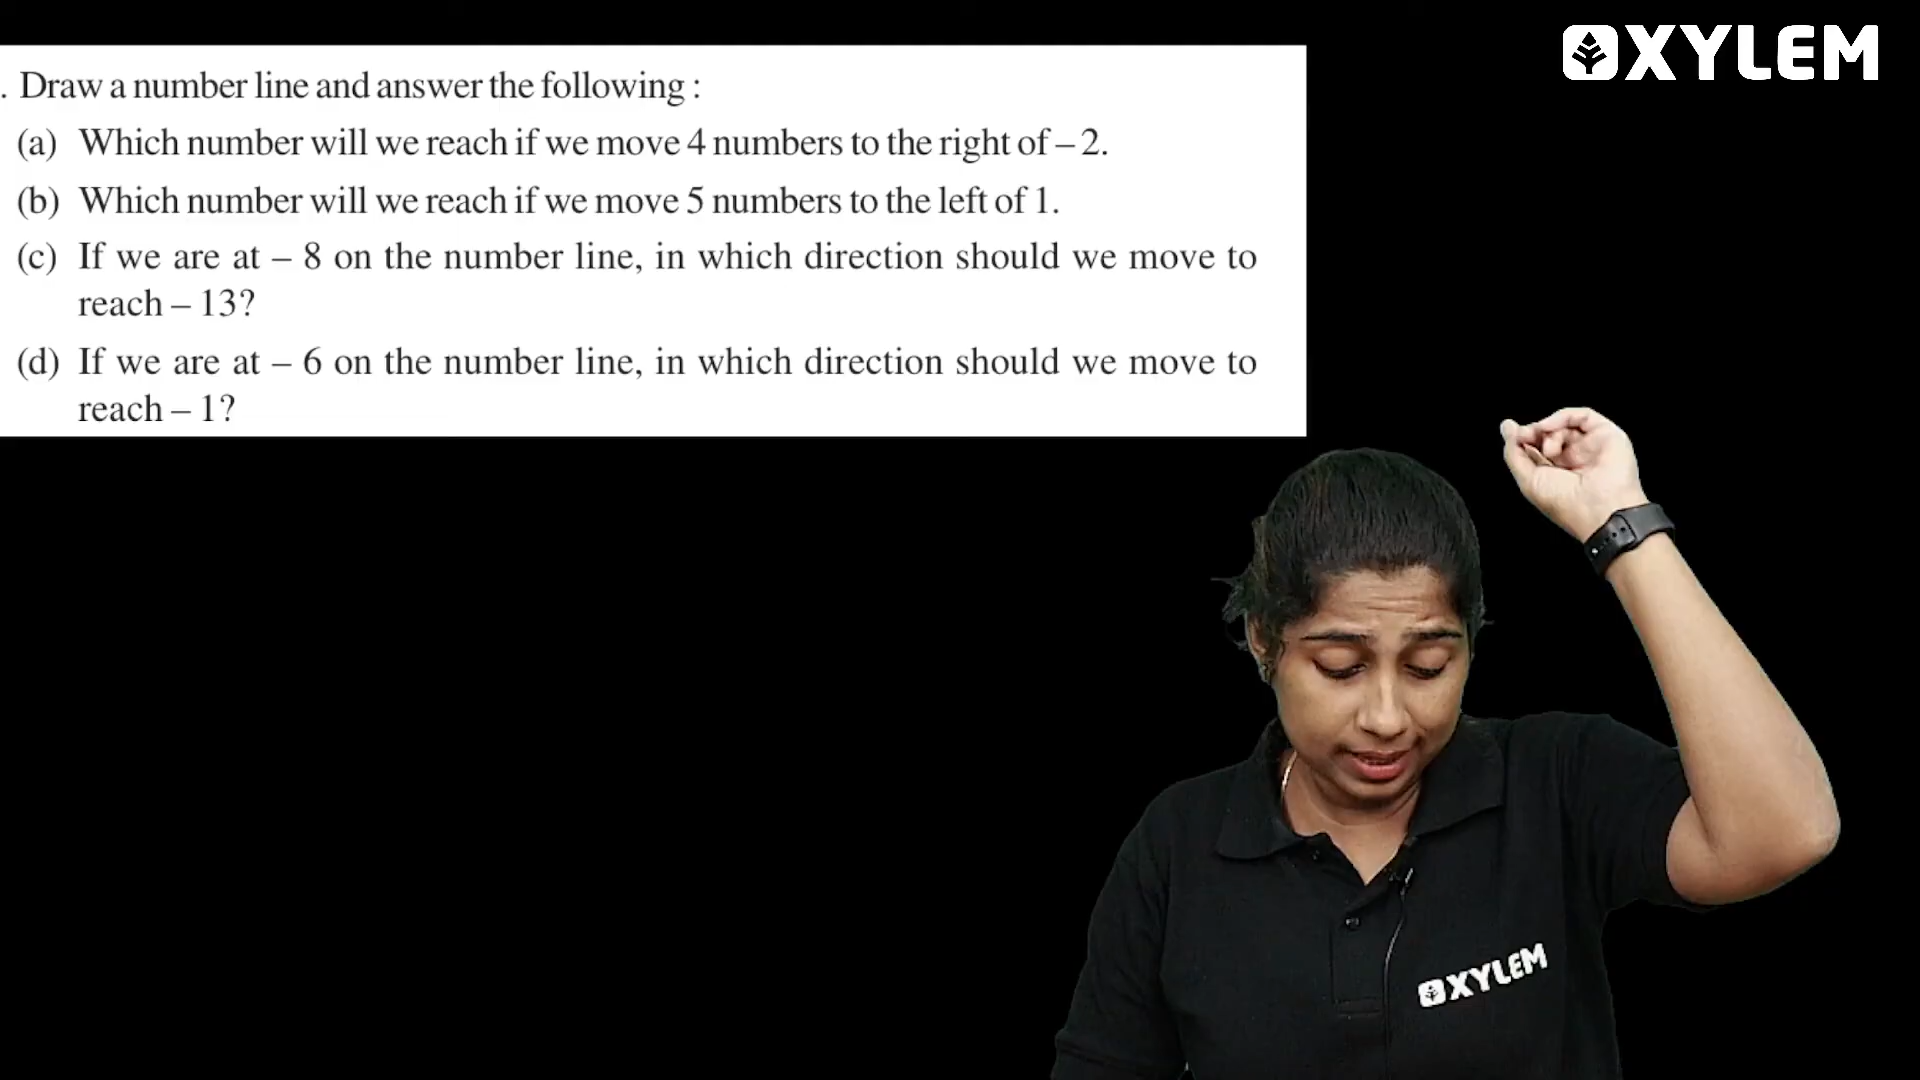 XYLEM
. Draw a number line and answer the following :
(a) Which number will we reach if we move 4 numbers to the right of – 2.
(b) Which number will we reach if we move 5 numbers to the left of 1.
(c) If we are at – 8 on the number line, in which direction should we move to
reach – 13?
(d) If we are at – 6 on the number line, in which direction should we move to
reach – 1?
XYLEM